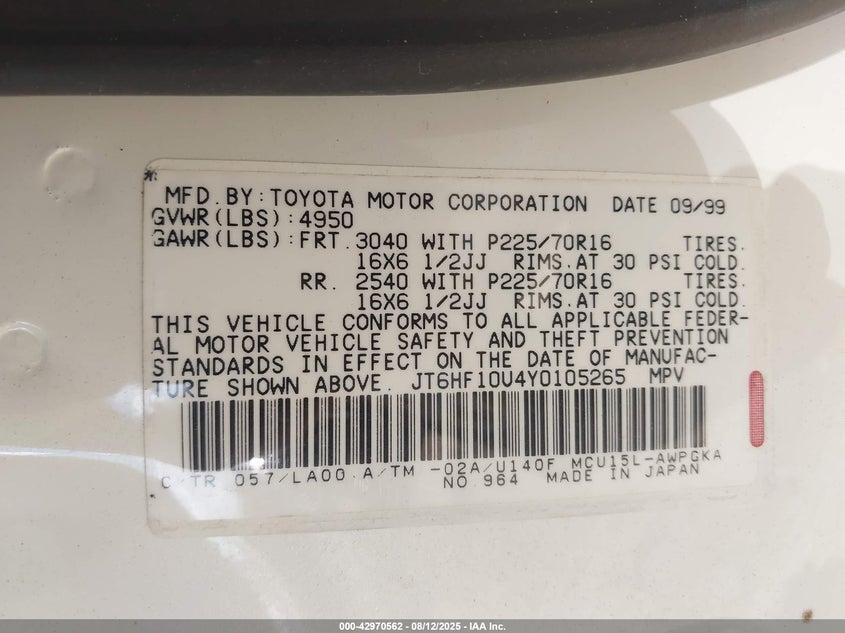 MFD. BY: TOYOTA MOTOR CORPORATION DATE 09/99
GVWR(LBS): 4950
GAWR(LBS): FRT. 3040 WITH P225/70R16 TIRES.
16X6 1/2JJ RIMS. AT 30 PSI COLD.
RR. 2540 WITH P225/70R16 TIRES.
16X6 1/2JJ RIMS. AT 30 PSI COLD.
THIS VEHICLE CONFORMS TO ALL APPLICABLE FEDER-
AL MOTOR VEHICLE SAFETY AND THEFT PREVENTION
STANDARDS IN EFFECT ON THE DATE OF MANUFAC-
TURE SHOWN ABOVE. JT6HF10U4Y0105265 MPV
C/TR 057/LA00 A/TM -02A/U140F MCU15L-AWPGKA
NO.964 MADE IN JAPAN
000-42970562 - 08/12/2025 - IAA Inc.